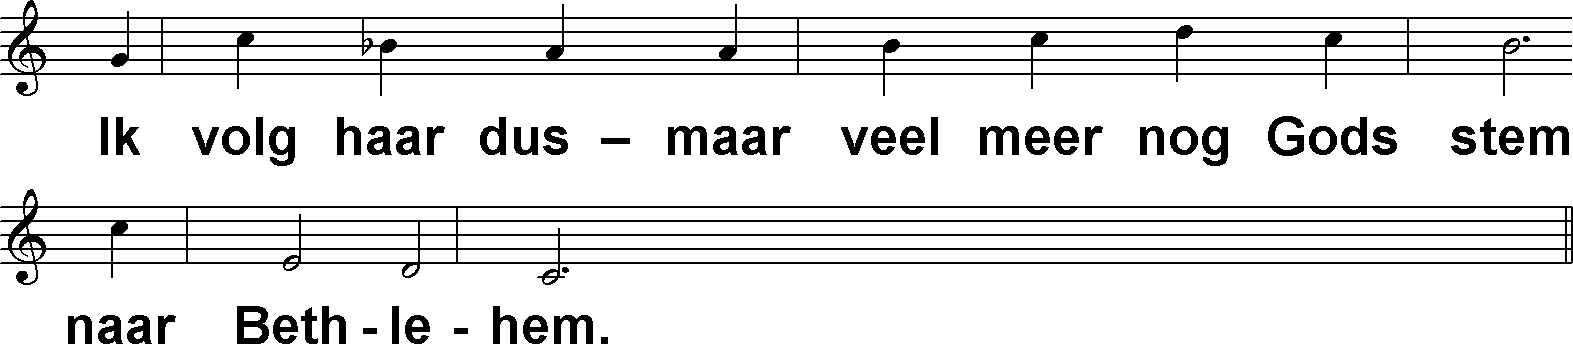 Ik volg haar dus – maar veel meer nog Gods stem
naar Beth - le - hem.